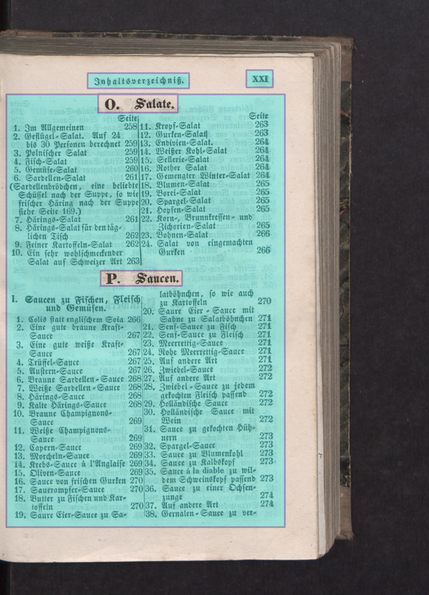 Inhaltsverzeichniß.
XXI
O. Salate.
Seite
1. Im Allgemeinen 258
2. Geflügel-Salat. Auf 24
bis 30 Personen berechnet 259
3. Polnischer Salat 259
4. Fisch-Salat 259
5. Gemüse-Salat 260
6. Sardellen-Salat 261
(Sardellenbrödchen, eine beliebte
Schüssel nach der Suppe, so wie
frischer Häring nach der Suppe
siehe Seite 169.)
7. Härings-Salat 261
8. Härings-Salat für den täg-
lichen Tisch 262
9. Feiner Kartoffeln-Salat 262
10. Ein sehr wohlschmeckender
Salat auf Schweizer Art 263
Seite
11. Kropf-Salat 263
12. Gurken-Salat 263
13. Endivien-Salat. 264
14. Weißer Kohl-Salat 264
15. Sellerie-Salat 264
16. Rother Salat 264
17. Gemengter Winter-Salat 264
18. Blumen-Salat 265
19. Porri-Salat 265
20. Spargel-Salat 265
21. Hopfen-Salat 265
22. Korn-, Brunnkressen- und
Zichorien-Salat 265
23. Bohnen-Salat 266
24. Salat von eingemachten
Gurken 266
P. Saucen.
I. Saucen zu Fischen, Fleisch
und Gemüsen.
1. Colis statt englischem Soia 266
2. Eine gute braune Kraft-
Sauce 267
3. Eine gute weiße Kraft-
Sauce 267
4. Trüffel-Sauce 267
5. Austern-Sauce 267
6. Braune Sardellen-Sauce 268
7. Weiße Sardellen-Sauce 268
8. Härings-Sauce 268
9. Kalte Härings-Sauce 268
10. Braune Champignons-
Sauce 269
11. Weiße Champignons-
Sauce 269
12. Capern-Sauce 269
13. Morcheln-Sauce 269
14. Krebs-Sauce à l'Anglaise 269
15. Oliven-Sauce 269
16. Sauce von frischen Gurken 270
17. Sauerampfer-Sauce 270
18. Butter zu Fischen und Kar-
toffeln 270
19. Saure Eier-Sauce zu Sa-
latböhnchen, so wie auch
zu Kartoffeln 270
20. Saure Eier-Sauce mit
Sahne zu Salatböhnchen 271
21. Senf-Sauce zu Fisch 271
22. Senf-Sauce zu Fleisch 271
23. Meerrettig-Sauce 271
24. Rohe Meerrettig-Sauce 271
25. Auf andere Art 271
26. Zwiebel-Sauce 272
27. Auf andere Art 272
28. Zwiebel-Sauce zu jedem
gekochten Fleisch passend 272
29. Holländische Sauce 272
30. Holländische Sauce mit
Wein 272
31. Sauce zu gekochten Hüh-
nern 273
32. Spargel-Sauce 273
33. Sauce zu Blumenkohl 273
34. Sauce zu Kalbskopf 273
35. Sauce à la diable zu wil-
dem Schweinskopf passend 273
36. Sauce zu einer Ochsen-
zunge 274
37. Auf andere Art 274
38. Gernalen-Sauce zu ver-